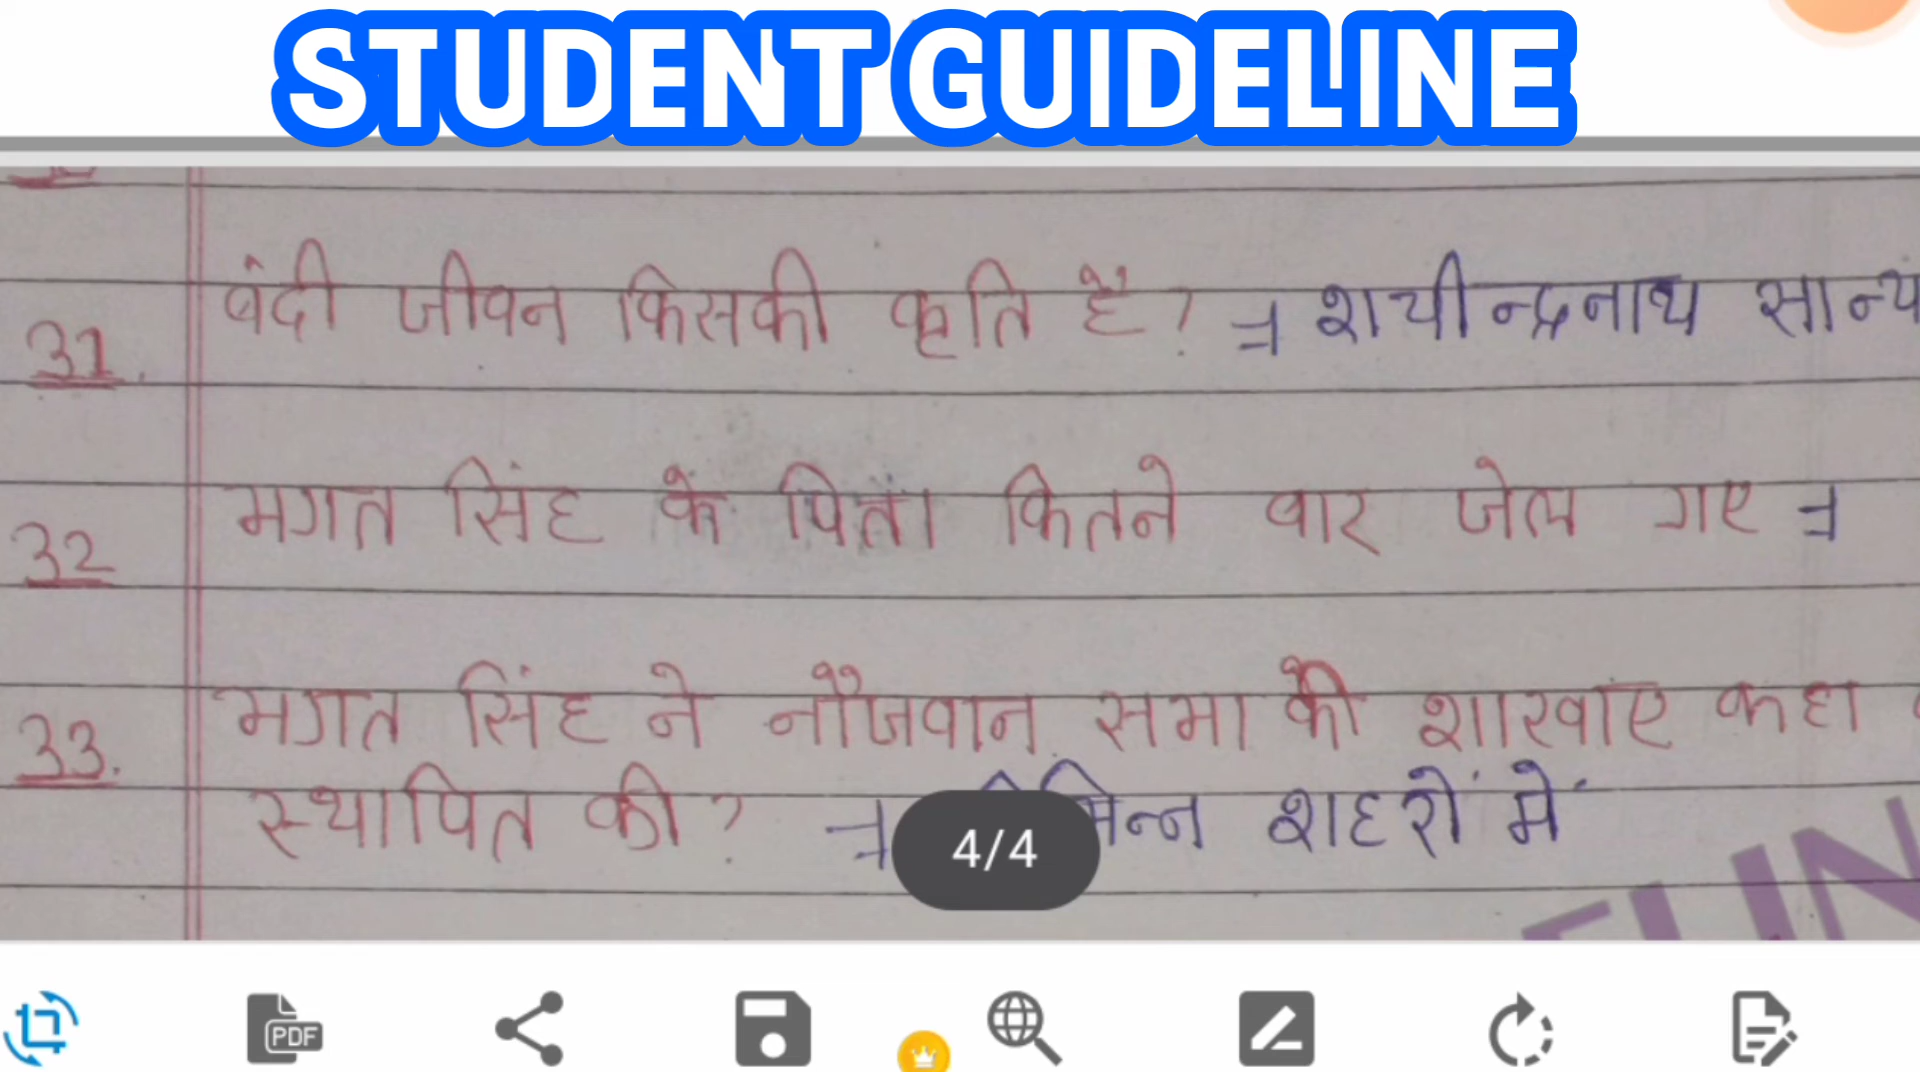 STUDENT GUIDELINE
31. बंदी जीवन किसकी कृति है? ⇒ शचीन्द्रनाथ सान्य
32 भगत सिंह के पिता कितने बार जेल गए ⇒
33. भगत सिंह ने नौजवान सभा की शाखाएं कहा
स्थापित की? ⇒ विभिन्न शहरों में
4/4
PDF